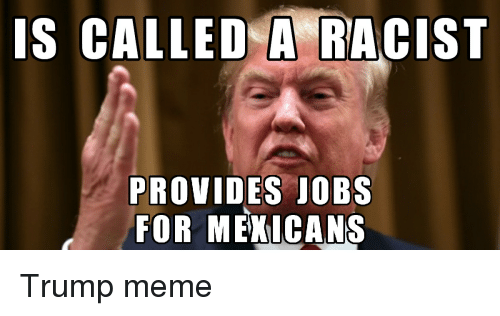 IS CALLED A RACIST
PROVIDES JOBS
FOR MEXICANS
Trump meme